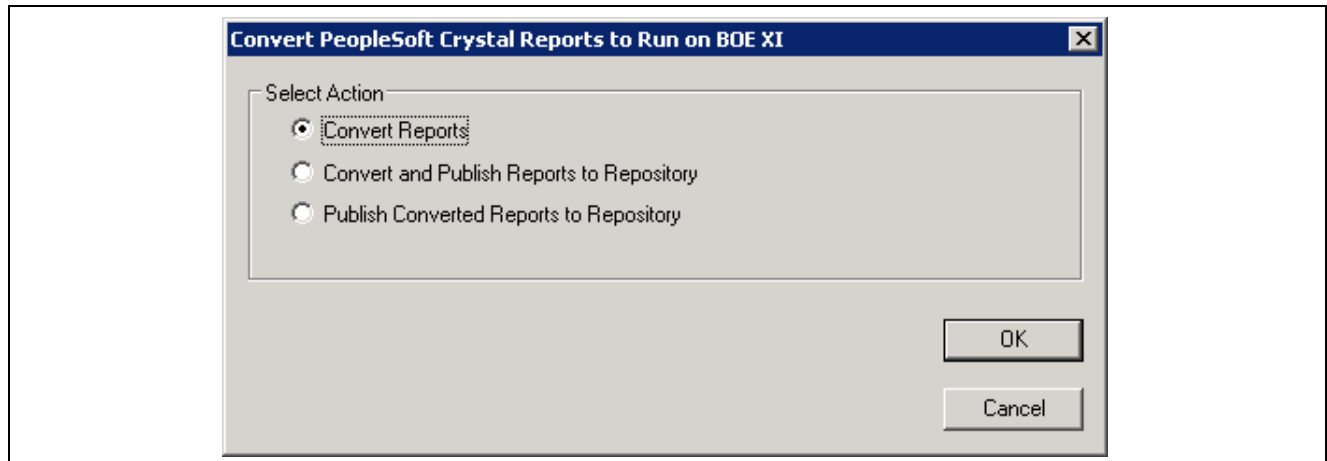 Convert PeopleSoft Crystal Reports to Run on BOE XI
Select Action
Convert Reports
Convert and Publish Reports to Repository
Publish Converted Reports to Repository
OK
Cancel